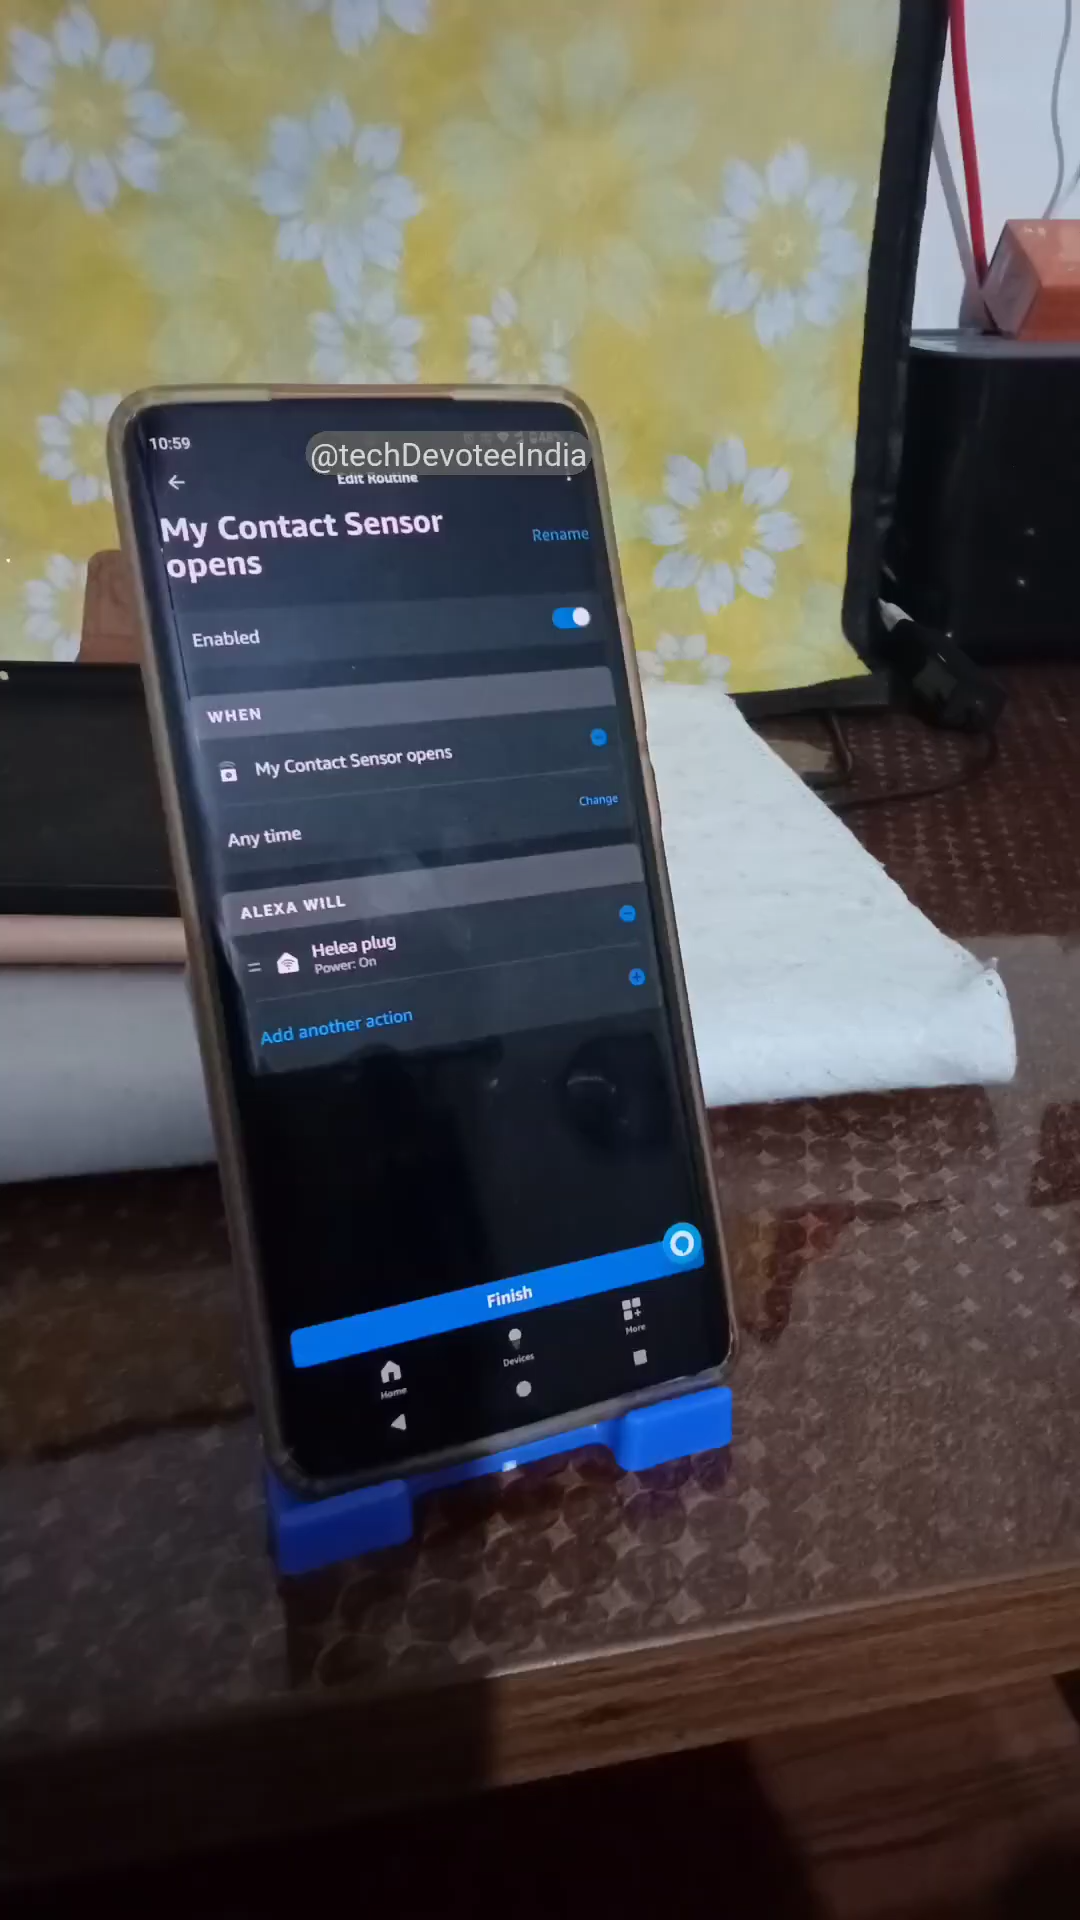 10:59
@techDevoteeIndia
Edit Routine
My Contact Sensor
opens
Rename
Enabled
WHEN
My Contact Sensor opens
Any time
Change
ALEXA WILL
Helea plug
Power: On
Add another action
Finish
Home
Devices
More